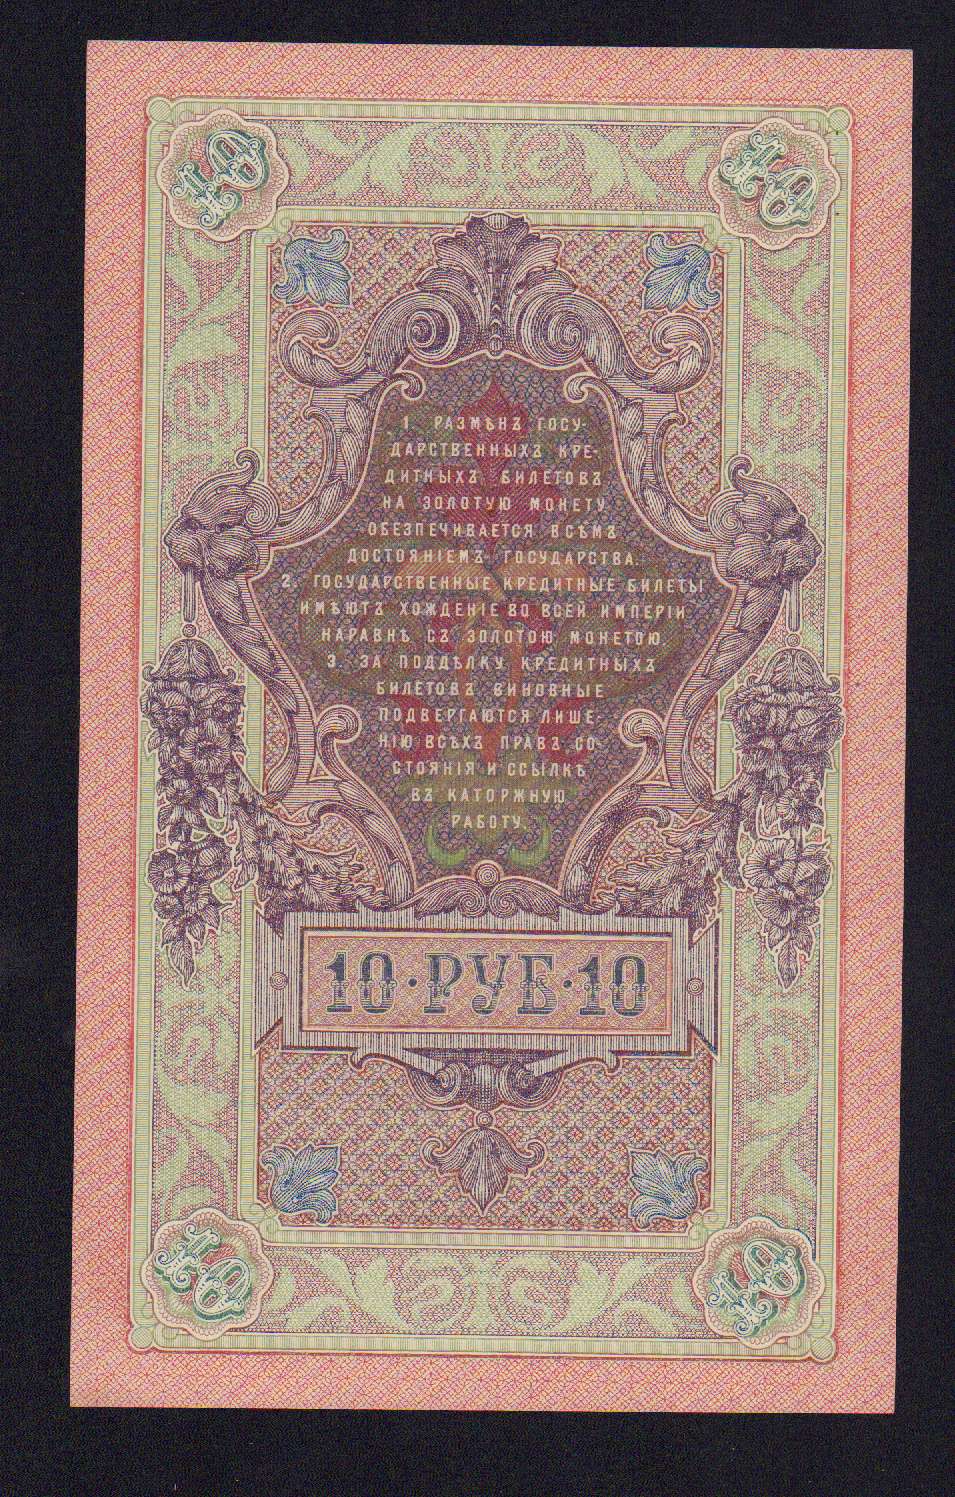 10
10
1. РАЗМѢНЪ ГОСУ-
ДАРСТВЕННЫХЪ КРЕ-
ДИТНЫХЪ БИЛЕТОВЪ
НА ЗОЛОТУЮ МОНЕТУ
ОБЕЗПЕЧИВАЕТСЯ ВСѢМЪ
ДОСТОЯНІЕМЪ ГОСУДАРСТВА.
2. ГОСУДАРСТВЕННЫЕ КРЕДИТНЫЕ БИЛЕТЫ
ИМѢЮТЪ ХОЖДЕНІЕ ВО ВСЕЙ ИМПЕРІИ
НАРАВНѢ СЪ ЗОЛОТОЮ МОНЕТОЮ.
3. ЗА ПОДДѢЛКУ КРЕДИТНЫХЪ
БИЛЕТОВЪ ВИНОВНЫЕ
ПОДВЕРГАЮТСЯ ЛИШЕ-
НІЮ ВСѢХЪ ПРАВЪ СО
СТОЯНІЯ И ССЫЛКѢ
ВЪ КАТОРЖНУЮ
РАБОТУ.
10·РУБ·10
10
10